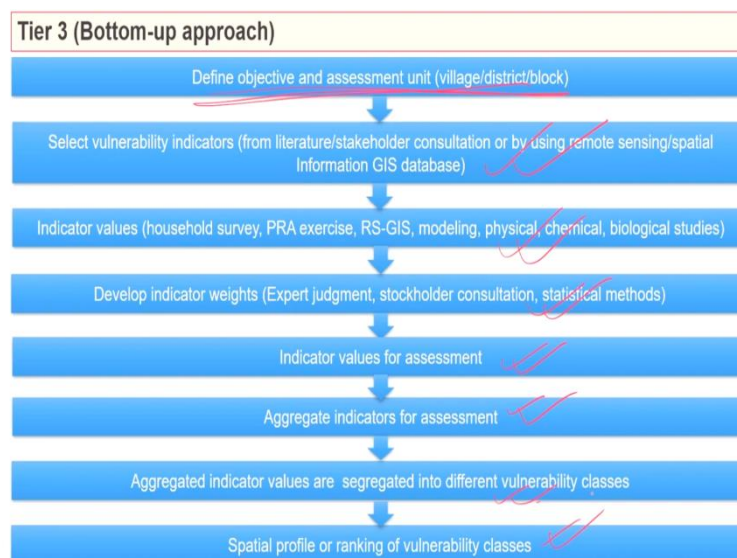 Tier 3 (Bottom-up approach)
Define objective and assessment unit (village/district/block)
Select vulnerability indicators (from literature/stakeholder consultation or by using remote sensing/spatial
Information GIS database)
Indicator values (household survey, PRA exercise, RS-GIS, modeling, physical, chemical, biological studies)
Develop indicator weights (Expert judgment, stockholder consultation, statistical methods)
Indicator values for assessment
Aggregate indicators for assessment
Aggregated indicator values are segregated into different vulnerability classes
Spatial profile or ranking of vulnerability classes